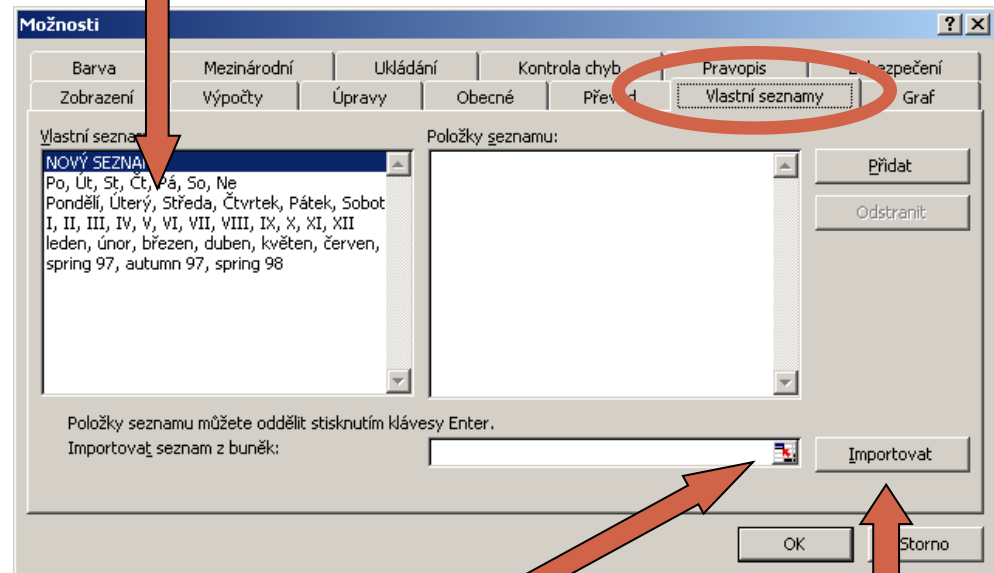 Možnosti
Barva Mezinárodní Ukládání Kontrola chyb Pravopis
Zobrazení Výpočty Úpravy Obecné Vlastní seznamy Graf
Vlastní Položky seznamu:
NOVÝ
Po, Út, St, Čt, Pá, So, Ne Přidat
Pondělí, Úterý, Středa, Čtvrtek, Pátek, Sobot
I, II, III, IV, V, VI, VII, VIII, IX, X, XI, XII Odstranit
leden, únor, březen, duben, květen, červen,
spring 97, autumn 97, spring 98
Položky seznamu můžete oddělit stisknutím klávesy Enter.
Importovat seznam z buněk: Importovat
OK Storno